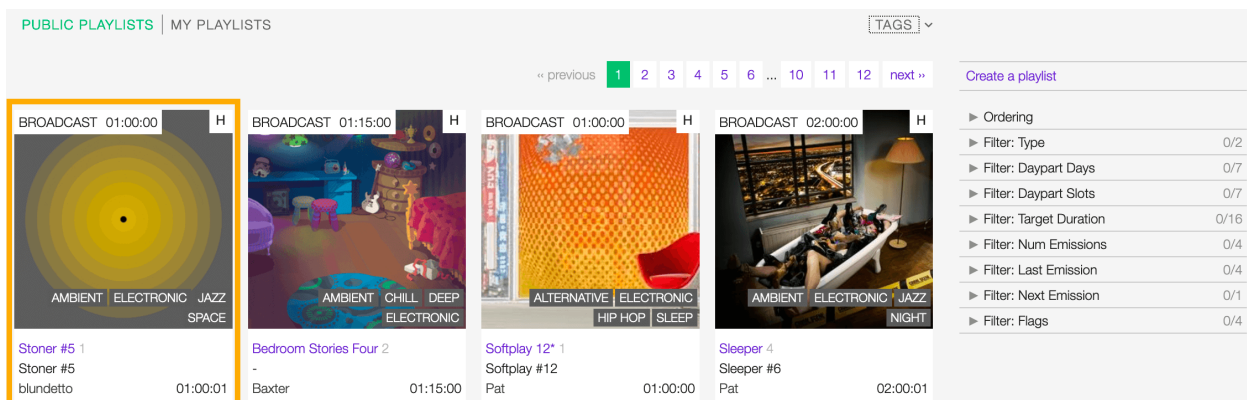 PUBLIC PLAYLISTS MY PLAYLISTS TAGS
‹‹ previous 1 2 3 4 5 6 ... 10 11 12 next ››
Create a playlist
BROADCAST 01:00:00 H
AMBIENT ELECTRONIC JAZZ
SPACE
Stoner #5 1
Stoner #5
blundetto 01:00:01
BROADCAST 01:15:00 H
AMBIENT CHILL DEEP
ELECTRONIC
Bedroom Stories Four 2
-
Baxter 01:15:00
BROADCAST 01:00:00 H
ALTERNATIVE ELECTRONIC
HIP HOP SLEEP
Softplay 12* 1
Softplay #12
Pat 01:00:00
BROADCAST 02:00:00 H
AMBIENT ELECTRONIC JAZZ
NIGHT
Sleeper 4
Sleeper #6
Pat 02:00:01
▶ Ordering
▶ Filter: Type 0/2
▶ Filter: Daypart Days 0/7
▶ Filter: Daypart Slots 0/7
▶ Filter: Target Duration 0/16
▶ Filter: Num Emissions 0/4
▶ Filter: Last Emission 0/4
▶ Filter: Next Emission 0/1
▶ Filter: Flags 0/4